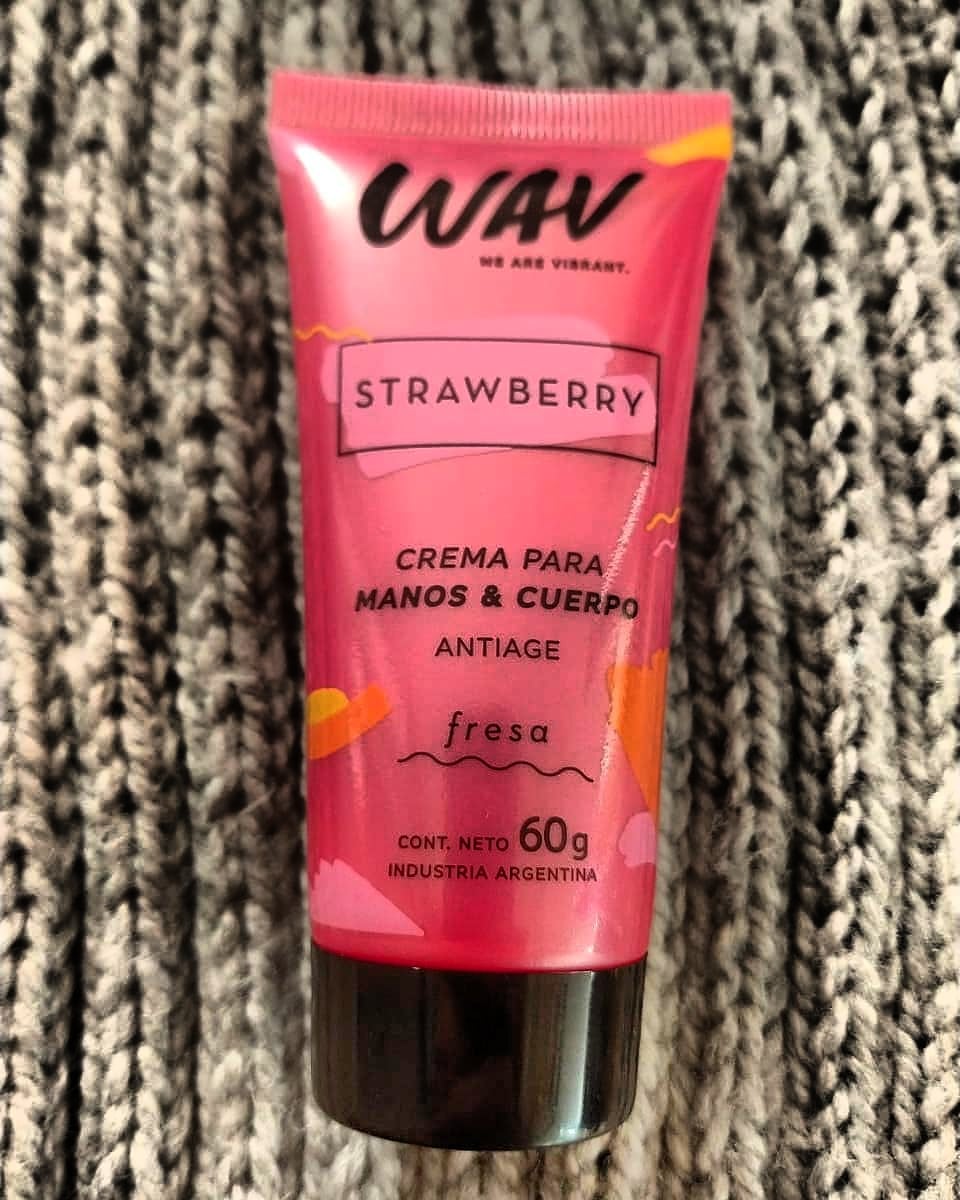 WAV
WE ARE VIBRANT.
STRAWBERRY
CREMA PARA
MANOS & CUERPO
ANTIAGE
fresa
CONT. NETO 60g
INDUSTRIA ARGENTINA